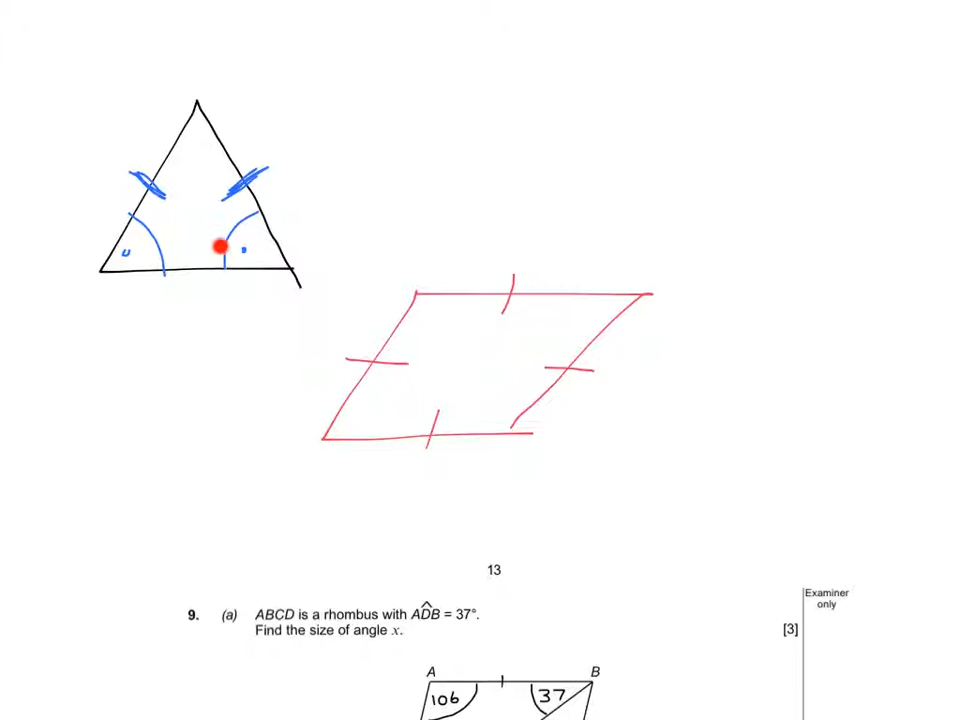 13
Examiner
only
9. (a) ABCD is a rhombus with AD̂B = 37°.
Find the size of angle x.
[3]
A B
106 37